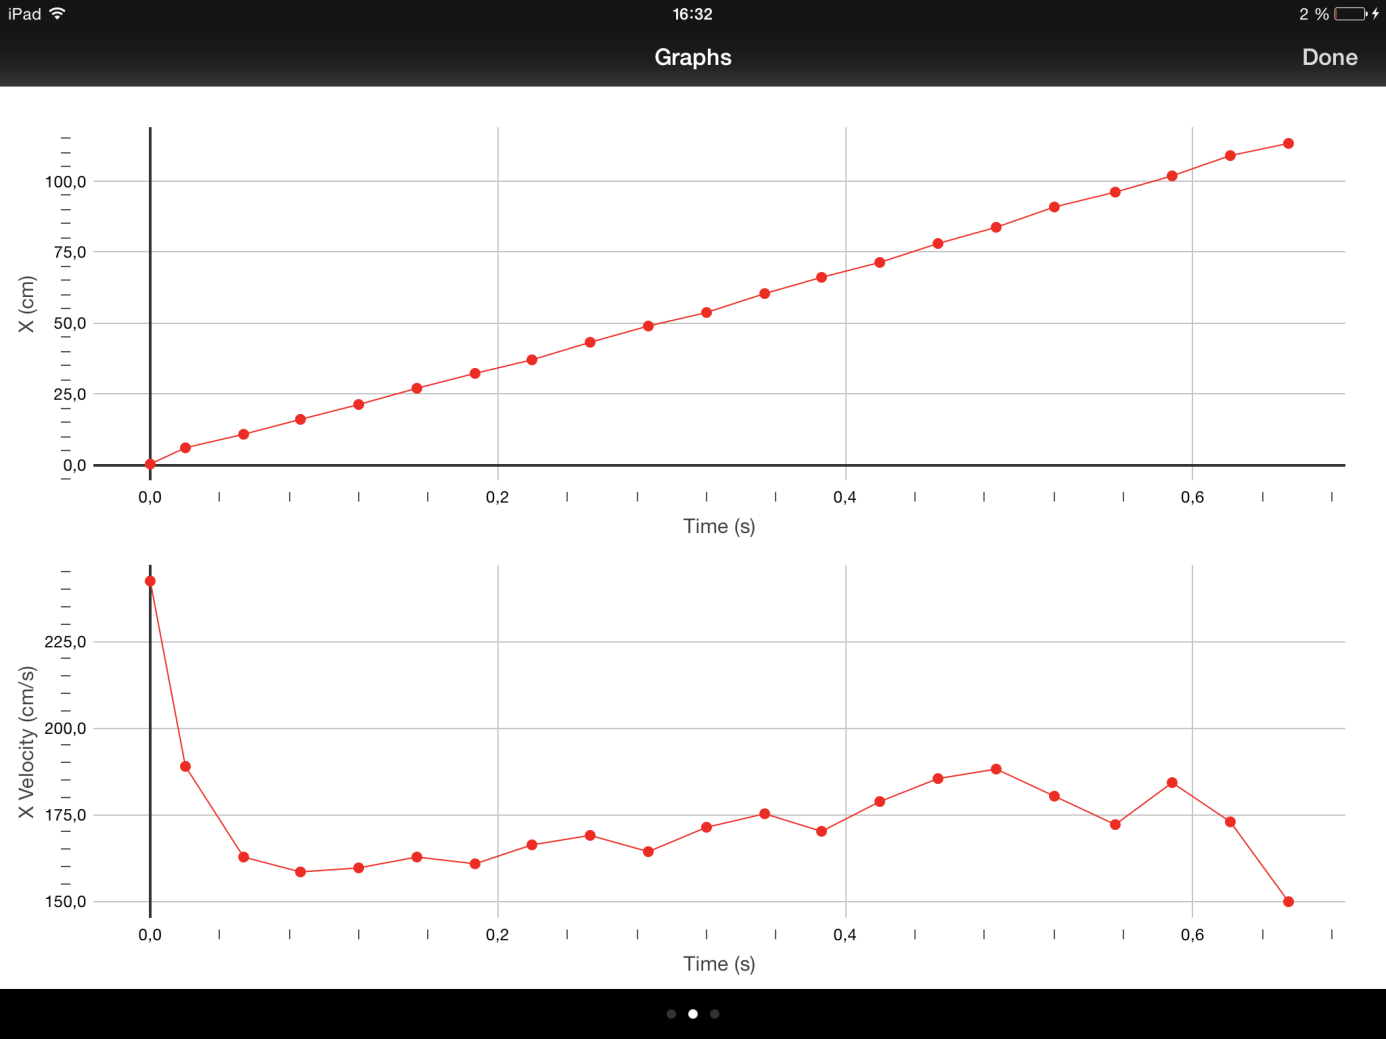 iPad 16:32 2 %
Graphs Done
100,0
75,0
50,0
25,0
0,0
X (cm)
0,0 0,2 0,4 0,6
Time (s)
225,0
200,0
175,0
150,0
X Velocity (cm/s)
0,0 0,2 0,4 0,6
Time (s)